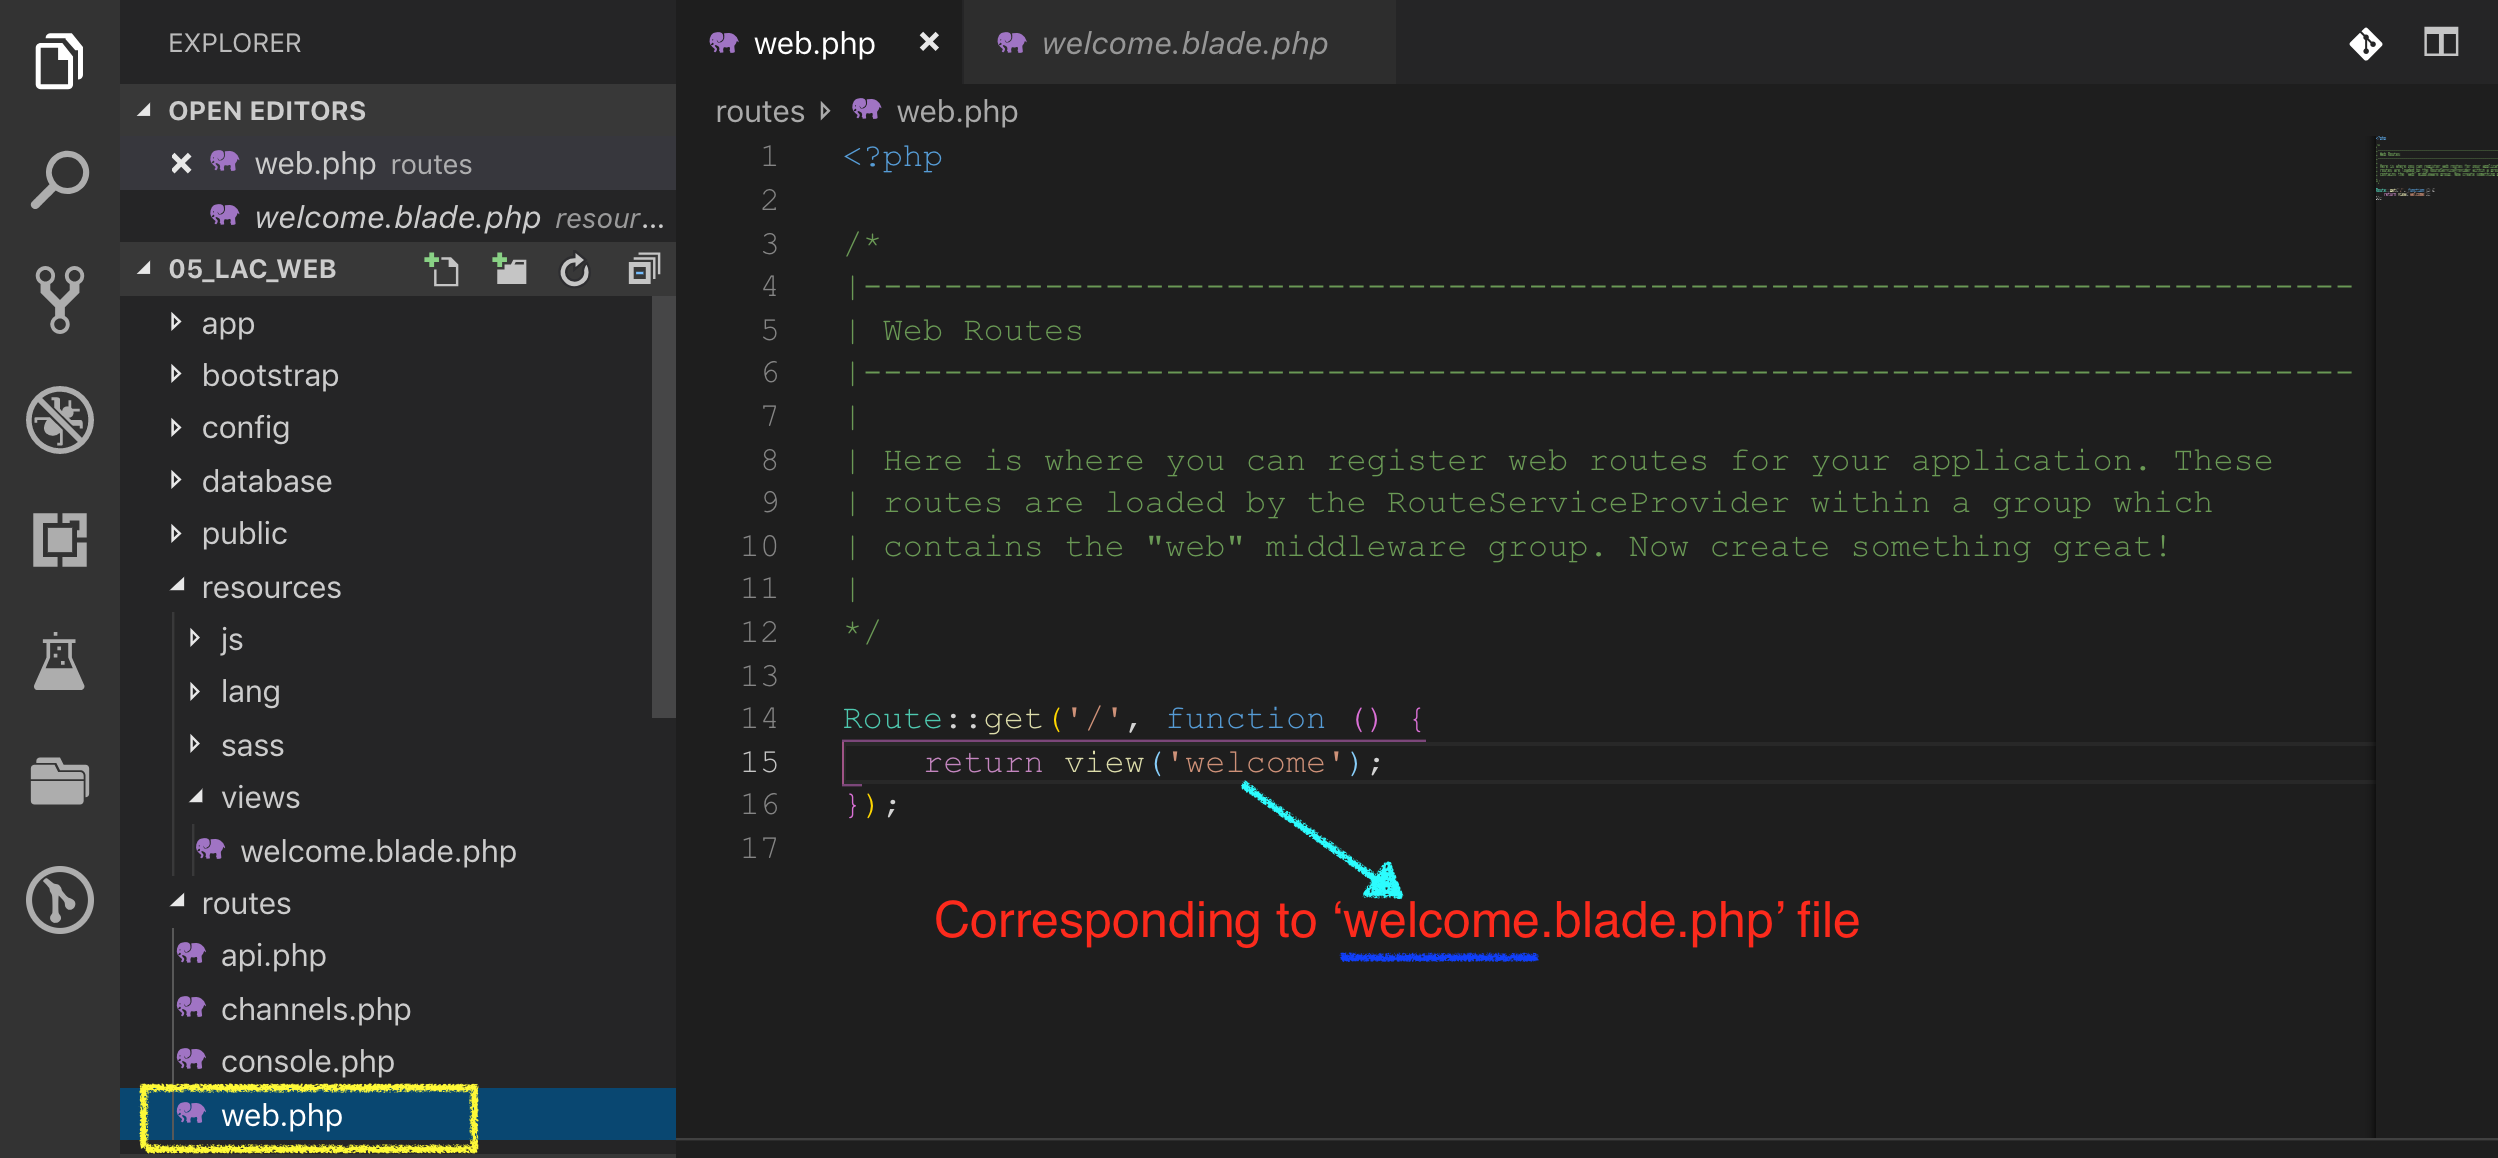 EXPLORER
OPEN EDITORS
web.php routes
welcome.blade.php resour...
05_LAC_WEB
app
bootstrap
config
database
public
resources
js
lang
sass
views
welcome.blade.php
routes
api.php
channels.php
console.php
web.php
web.php welcome.blade.php
routes web.php
1 <?php
2
3 /*
4 |--------------------------------------------------------------------------
5 | Web Routes
6 |--------------------------------------------------------------------------
7 |
8 | Here is where you can register web routes for your application. These
9 | routes are loaded by the RouteServiceProvider within a group which
10 | contains the "web" middleware group. Now create something great!
11 |
12 */
13
14 Route::get('/', function () {
15 return view('welcome');
16 });
17
Corresponding to ‘welcome.blade.php’ file